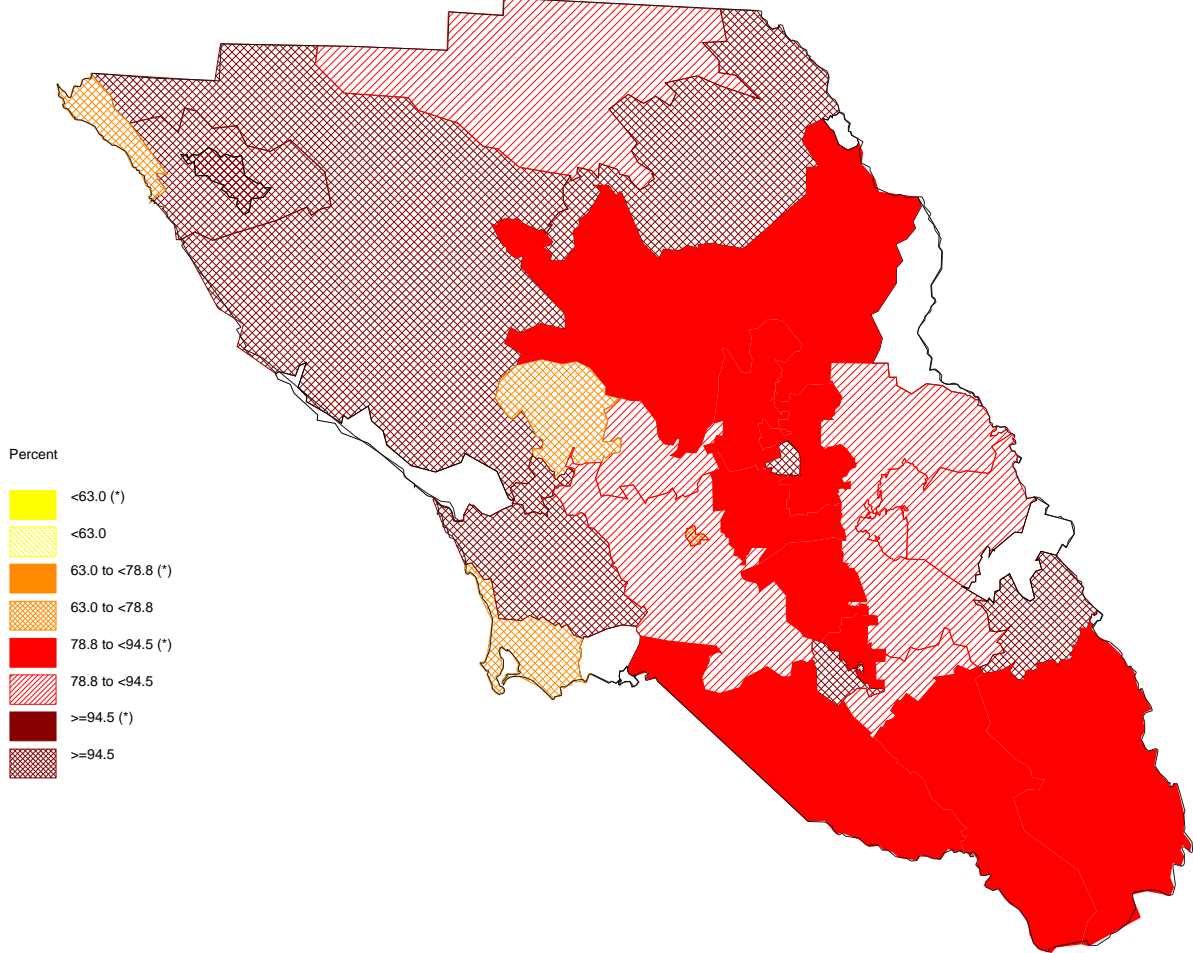 Percent
<63.0 (*)
<63.0
63.0 to <78.8 (*)
63.0 to <78.8
78.8 to <94.5 (*)
78.8 to <94.5
>=94.5 (*)
>=94.5